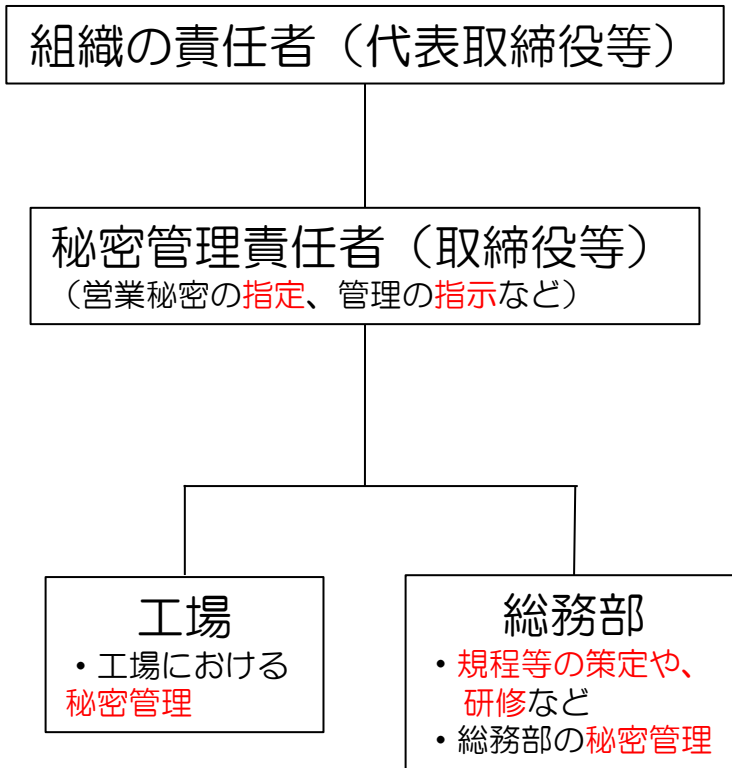 組織の責任者（代表取締役等）
秘密管理責任者（取締役等）
（営業秘密の指定、管理の指示など）
工場
・工場における
秘密管理
総務部
・規程等の策定や、
研修など
・総務部の秘密管理